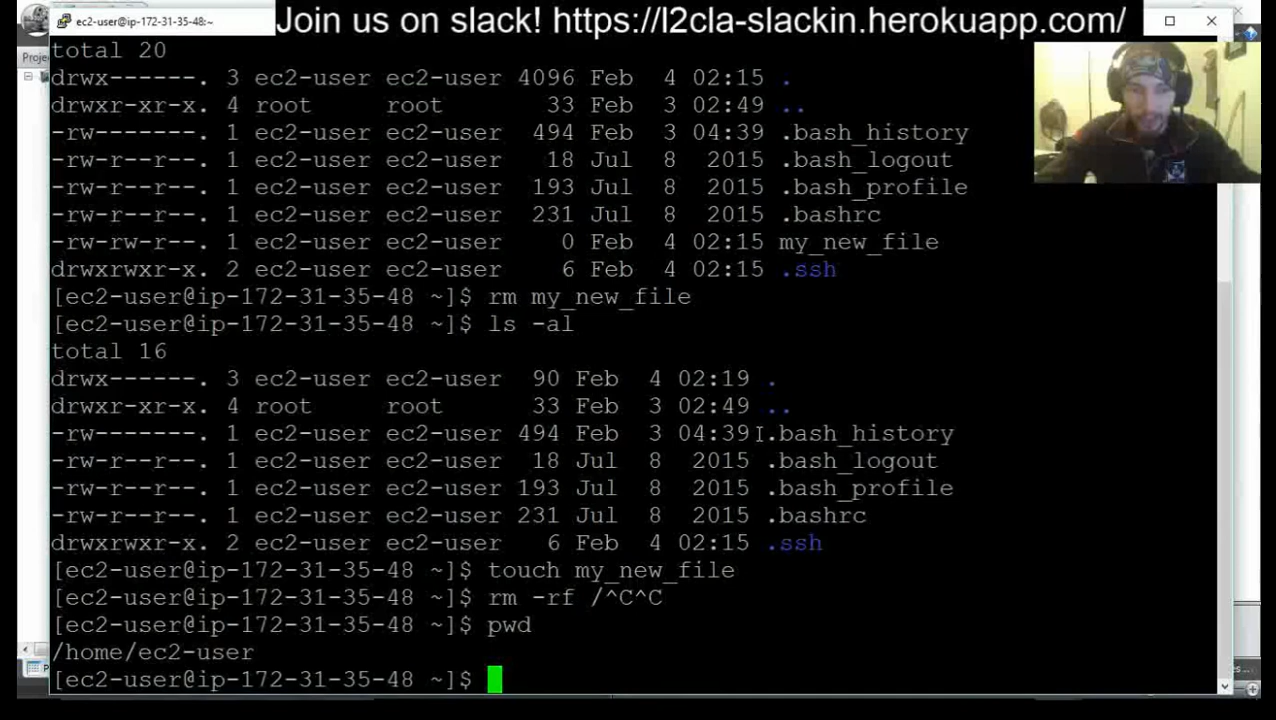 ec2-user@ip-172-31-35-48:~
Join us on slack! https://l2cla-slackin.herokuapp.com/
Proje
total 20
drwx------. 3 ec2-user ec2-user 4096 Feb  4 02:15 .
drwxr-xr-x. 4 root     root       33 Feb  3 02:49 ..
-rw-------. 1 ec2-user ec2-user  494 Feb  3 04:39 .bash_history
-rw-r--r--. 1 ec2-user ec2-user   18 Jul  8  2015 .bash_logout
-rw-r--r--. 1 ec2-user ec2-user  193 Jul  8  2015 .bash_profile
-rw-r--r--. 1 ec2-user ec2-user  231 Jul  8  2015 .bashrc
-rw-rw-r--. 1 ec2-user ec2-user    0 Feb  4 02:15 my_new_file
drwxrwxr-x. 2 ec2-user ec2-user    6 Feb  4 02:15 .ssh
[ec2-user@ip-172-31-35-48 ~]$ rm my_new_file
[ec2-user@ip-172-31-35-48 ~]$ ls -al
total 16
drwx------. 3 ec2-user ec2-user  90 Feb  4 02:19 .
drwxr-xr-x. 4 root     root      33 Feb  3 02:49 ..
-rw-------. 1 ec2-user ec2-user 494 Feb  3 04:39 .bash_history
-rw-r--r--. 1 ec2-user ec2-user  18 Jul  8  2015 .bash_logout
-rw-r--r--. 1 ec2-user ec2-user 193 Jul  8  2015 .bash_profile
-rw-r--r--. 1 ec2-user ec2-user 231 Jul  8  2015 .bashrc
drwxrwxr-x. 2 ec2-user ec2-user   6 Feb  4 02:15 .ssh
[ec2-user@ip-172-31-35-48 ~]$ touch my_new_file
[ec2-user@ip-172-31-35-48 ~]$ rm -rf /^C^C
[ec2-user@ip-172-31-35-48 ~]$ pwd
/home/ec2-user
[ec2-user@ip-172-31-35-48 ~]$